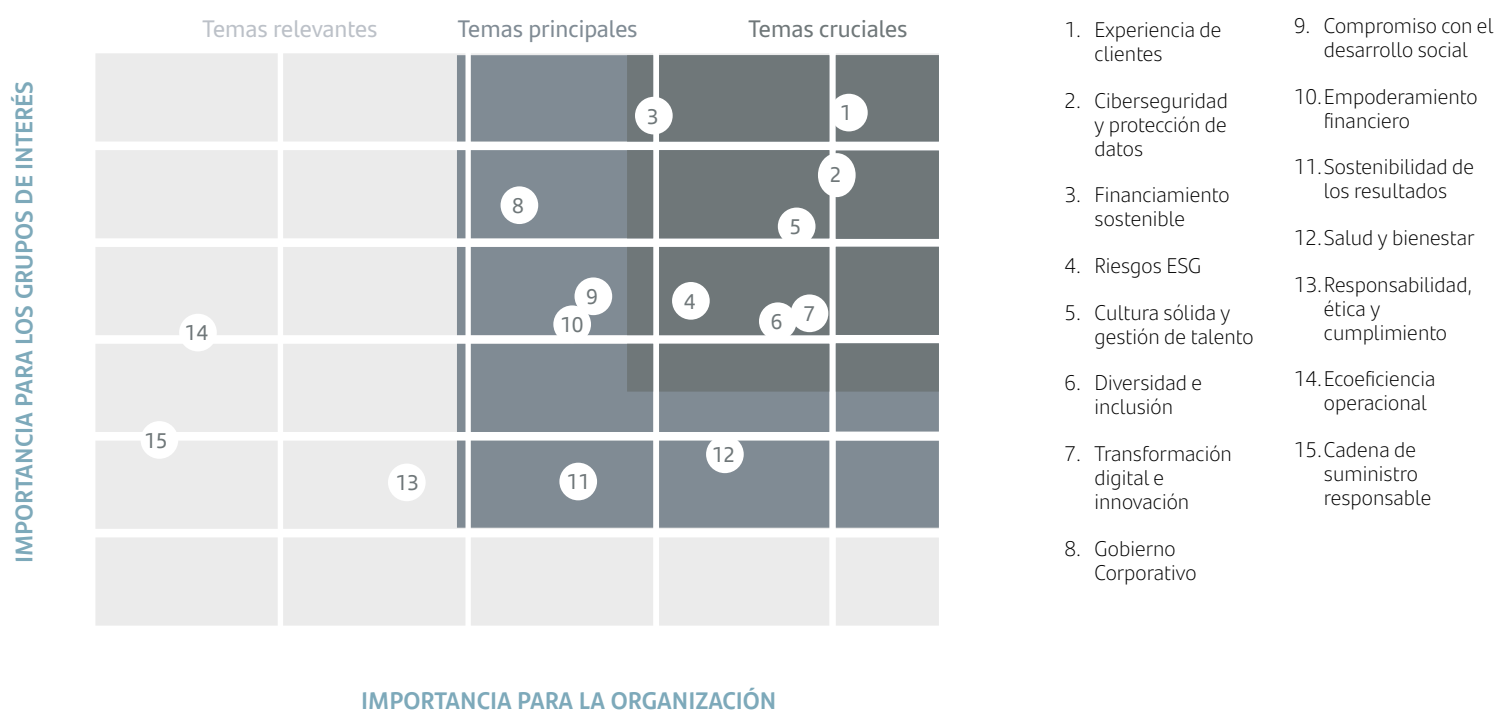 Temas relevantes
Temas principales
Temas cruciales
IMPORTANCIA PARA LOS GRUPOS DE INTERÉS
3
1
2
8
5
9
4
10
6
7
14
15
12
13
11
IMPORTANCIA PARA LA ORGANIZACIÓN
1. Experiencia de
clientes
2. Ciberseguridad
y protección de
datos
3. Financiamiento
sostenible
4. Riesgos ESG
5. Cultura sólida y
gestión de talento
6. Diversidad e
inclusión
7. Transformación
digital e
innovación
8. Gobierno
Corporativo
9. Compromiso con el
desarrollo social
10. Empoderamiento
financiero
11. Sostenibilidad de
los resultados
12. Salud y bienestar
13. Responsabilidad,
ética y
cumplimiento
14. Ecoeficiencia
operacional
15. Cadena de
suministro
responsable